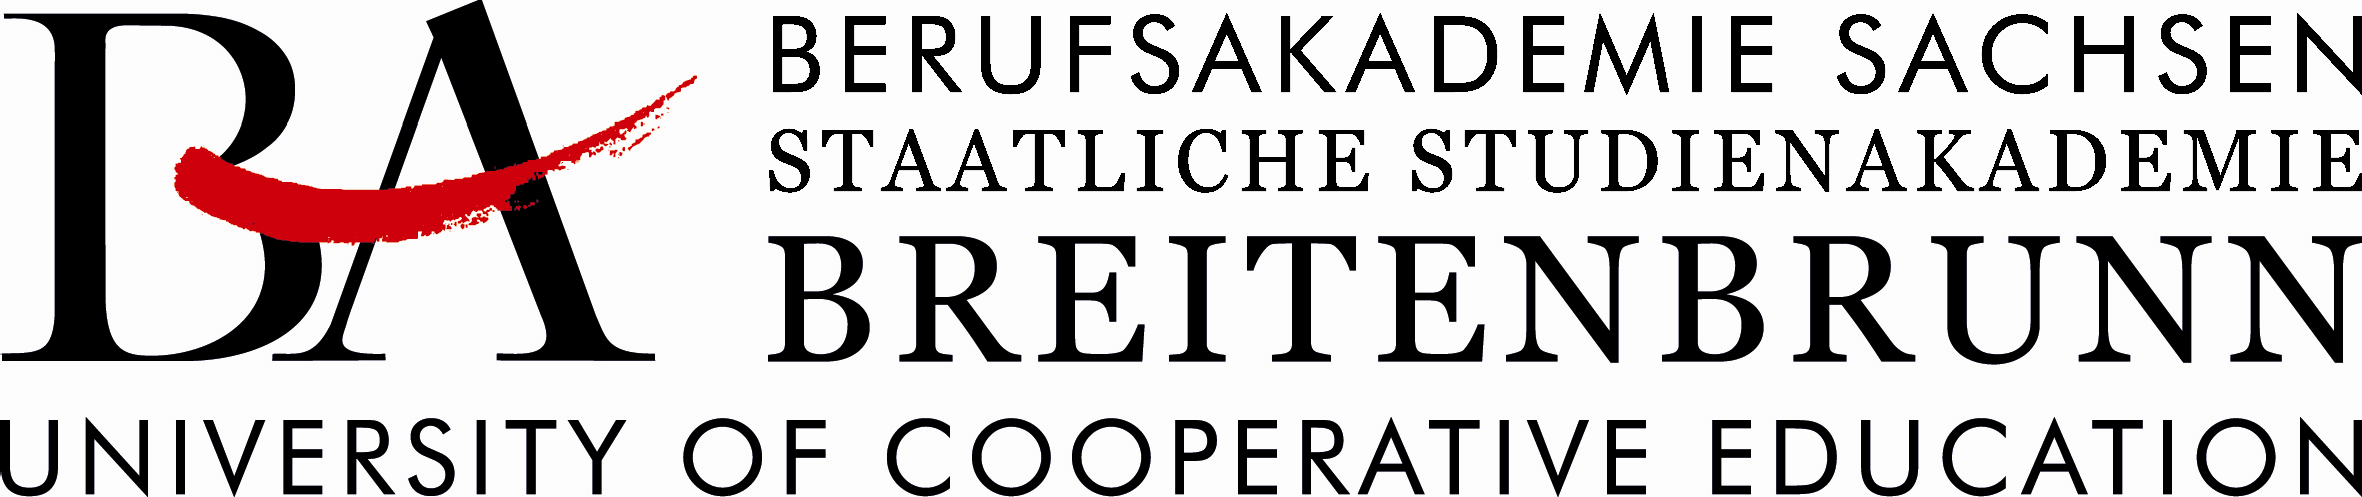 BA
BERUFSAKADEMIE SACHSEN
STAATLICHE STUDIENAKADEMIE
BREITENBRUNN
UNIVERSITY OF COOPERATIVE EDUCATION